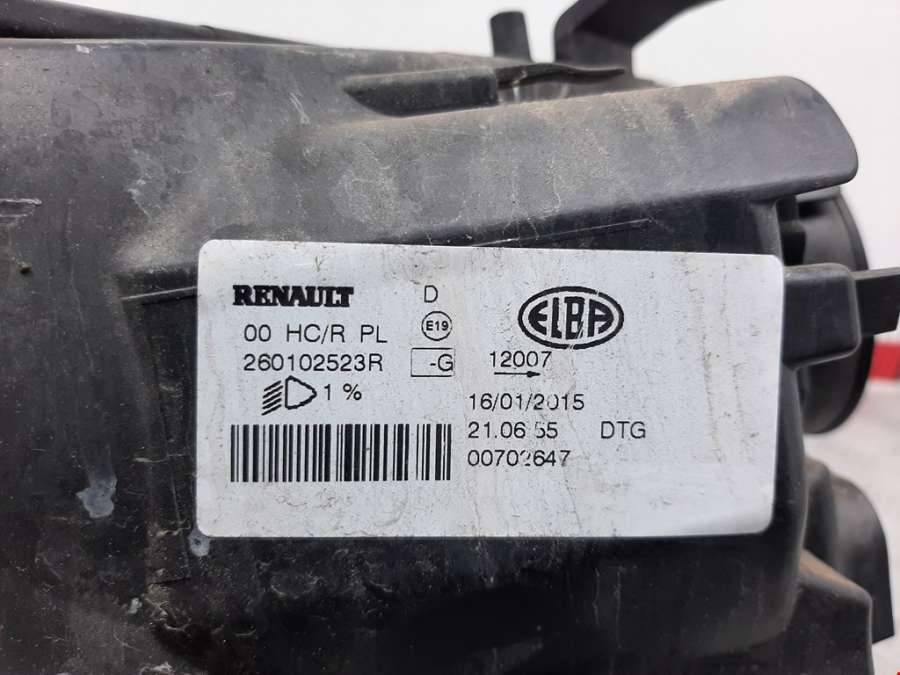 RENAULT D ELBA
00 HC/R PL E19
260102523R -G 12007
1 %
16/01/2015
21.06 55 DTG
00702647